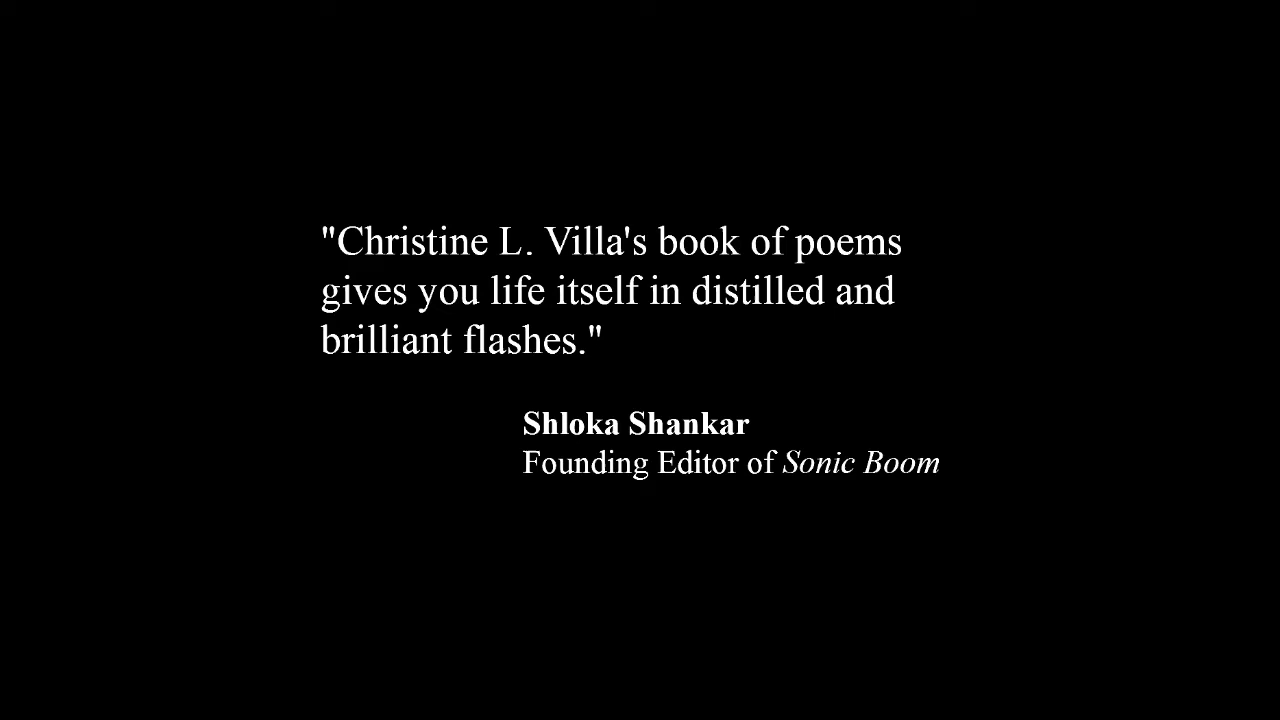 "Christine L. Villa's book of poems
gives you life itself in distilled and
brilliant flashes."
Shloka Shankar
Founding Editor of Sonic Boom